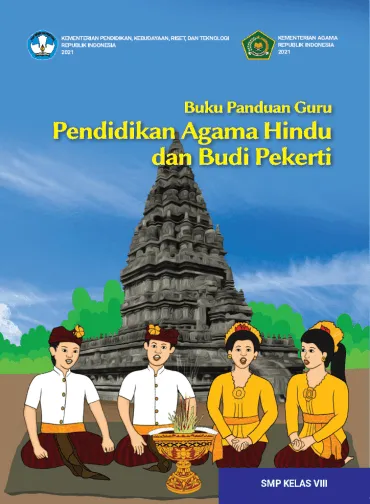 KEMENTERIAN PENDIDIKAN, KEBUDAYAAN, RISET, DAN TEKNOLOGI
REPUBLIK INDONESIA
2021
KEMENTERIAN AGAMA
REPUBLIK INDONESIA
2021
Buku Panduan Guru
Pendidikan Agama Hindu
dan Budi Pekerti
SMP KELAS VIII